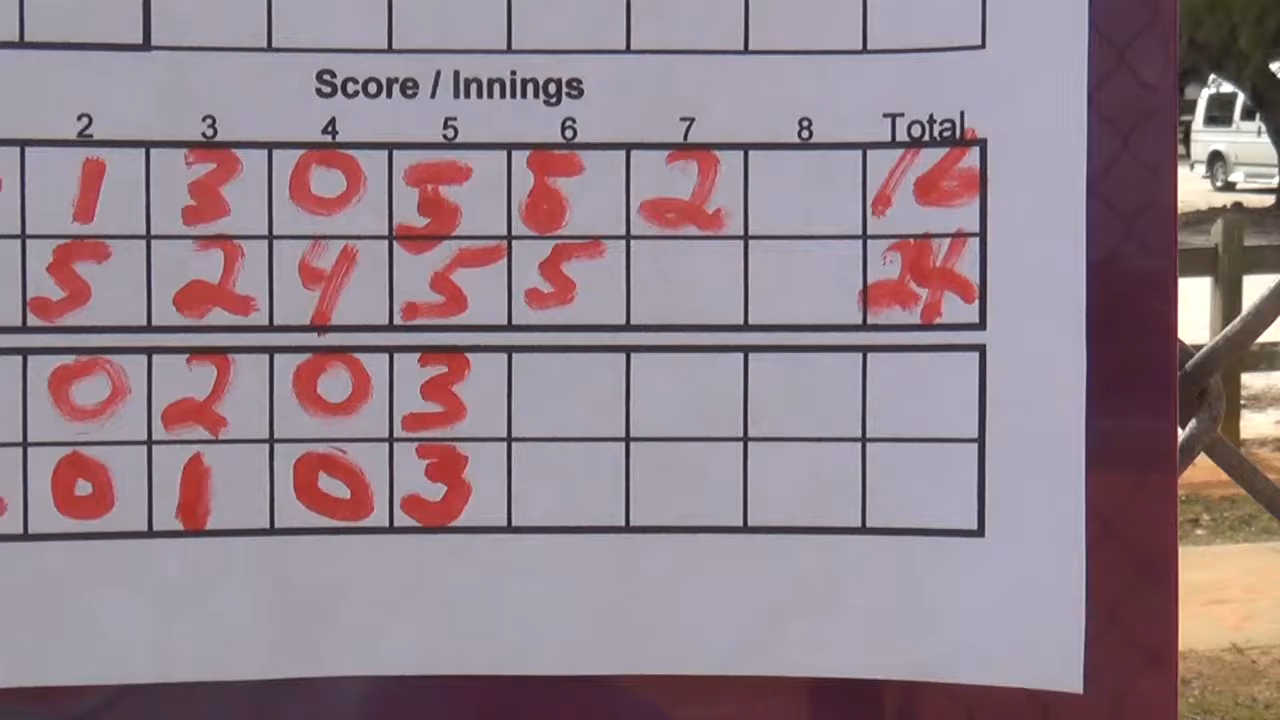 Score / Innings
2 3 4 5 6 7 8 Total
1 3 0 5 5 2 16
5 2 4 5 5 24
0 2 0 3
0 1 0 3